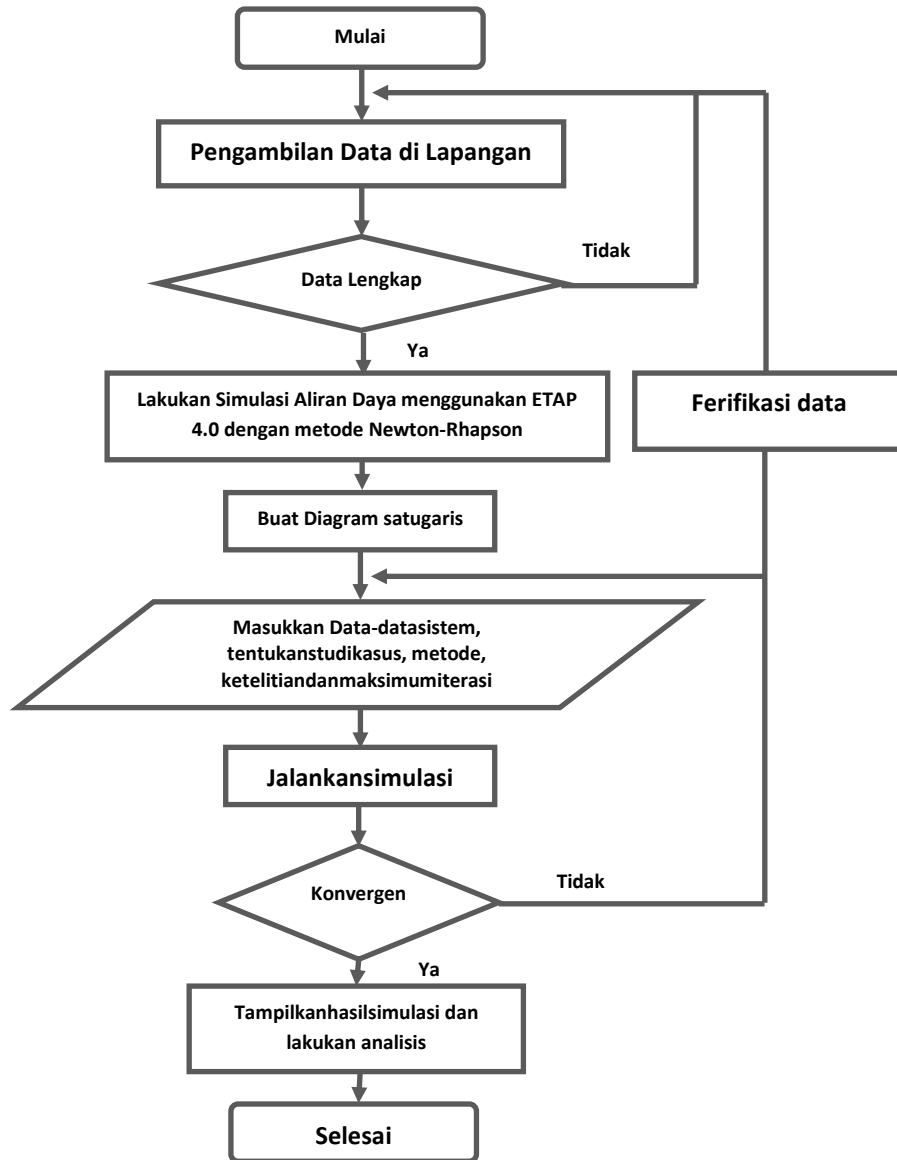 Mulai
Pengambilan Data di Lapangan
Tidak
Data Lengkap
Ya
Lakukan Simulasi Aliran Daya menggunakan ETAP
4.0 dengan metode Newton-Rhapson
Ferifikasi data
Buat Diagram satugaris
Masukkan Data-datasistem,
tentukanstudikasus, metode,
ketelitiandanmaksimumiterasi
Jalankansimulasi
Konvergen
Tidak
Ya
Tampilkanhasilsimulasi dan
lakukan analisis
Selesai